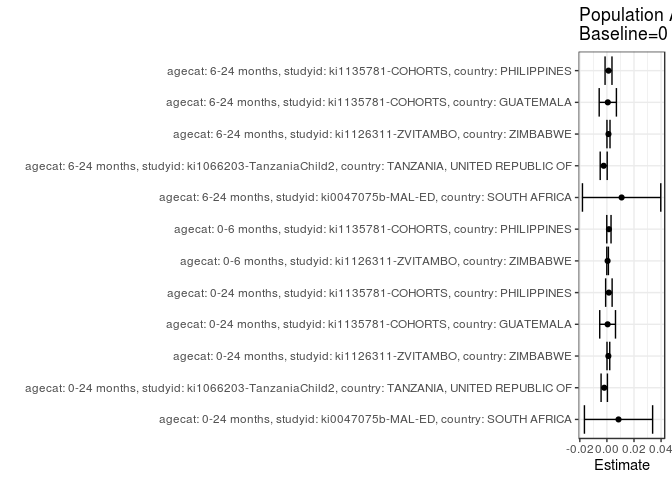 Population A
Baseline=0
agecat: 6-24 months, studyid: ki1135781-COHORTS, country: PHILIPPINES
agecat: 6-24 months, studyid: ki1135781-COHORTS, country: GUATEMALA
agecat: 6-24 months, studyid: ki1126311-ZVITAMBO, country: ZIMBABWE
agecat: 6-24 months, studyid: ki1066203-TanzaniaChild2, country: TANZANIA, UNITED REPUBLIC OF
agecat: 6-24 months, studyid: ki0047075b-MAL-ED, country: SOUTH AFRICA
agecat: 0-6 months, studyid: ki1135781-COHORTS, country: PHILIPPINES
agecat: 0-6 months, studyid: ki1126311-ZVITAMBO, country: ZIMBABWE
agecat: 0-24 months, studyid: ki1135781-COHORTS, country: PHILIPPINES
agecat: 0-24 months, studyid: ki1135781-COHORTS, country: GUATEMALA
agecat: 0-24 months, studyid: ki1126311-ZVITAMBO, country: ZIMBABWE
agecat: 0-24 months, studyid: ki1066203-TanzaniaChild2, country: TANZANIA, UNITED REPUBLIC OF
agecat: 0-24 months, studyid: ki0047075b-MAL-ED, country: SOUTH AFRICA
-0.02 0.00 0.02 0.04
Estimate